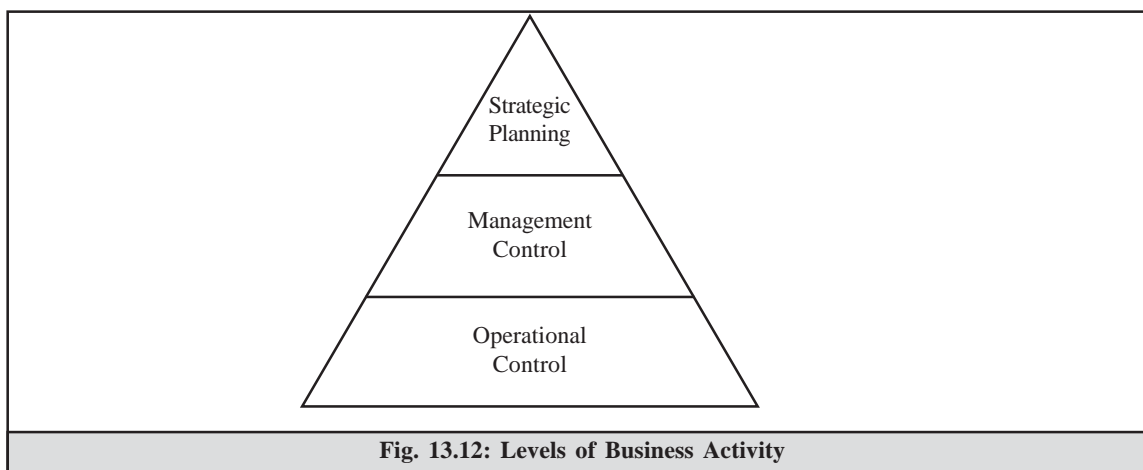 Strategic
Planning
Management
Control
Operational
Control
Fig. 13.12: Levels of Business Activity